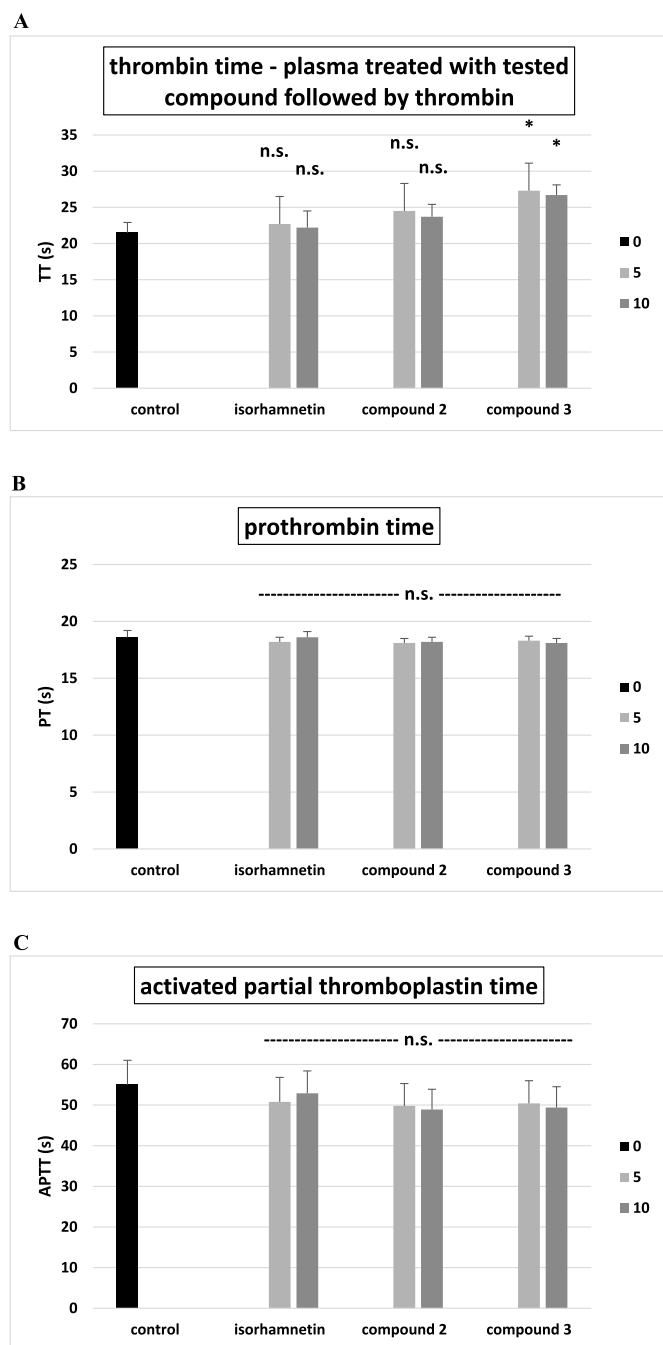 A
thrombin time - plasma treated with tested
compound followed by thrombin
35
30
25
20
15
10
5
0
TT (s)
n.s.
n.s.
n.s.
n.s.
*
*
control
isorhamnetin
compound 2
compound 3
0
5
10
B
prothrombin time
25
20
15
10
5
0
PT (s)
---------------------- n.s. --------------------
control
isorhamnetin
compound 2
compound 3
0
5
10
C
activated partial thromboplastin time
70
60
50
40
30
20
10
0
APTT (s)
---------------------- n.s. ----------------------
control
isorhamnetin
compound 2
compound 3
0
5
10